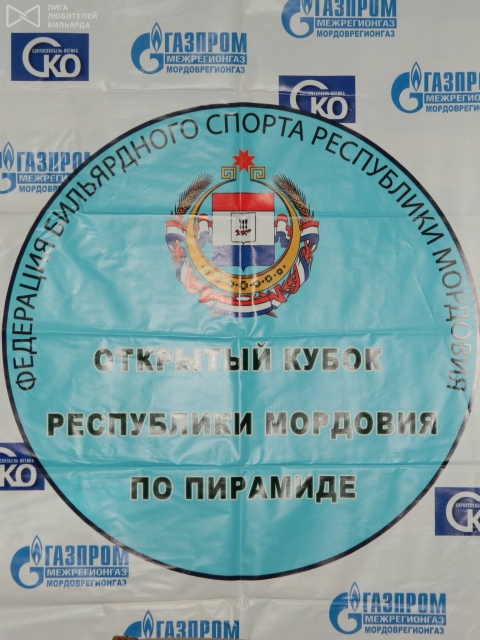 ЛИГА
ЛЮБИТЕЛЕЙ
БИЛЬЯРДА
ГАЗПРОМ
МЕЖРЕГИОНГАЗ
МОРДОВРЕГИОНГАЗ
СКО
ГАЗПРОМ
МЕЖРЕГИОНГАЗ
СКО
ГАЗПРОМ
МЕЖРЕГИОНГАЗ
МОРДОВРЕГИОНГАЗ
ФЕДЕРАЦИЯ БИЛЬЯРДНОГО СПОРТА РЕСПУБЛИКИ МОРДОВИЯ
ОТКРЫТЫЙ КУБОК
РЕСПУБЛИКИ МОРДОВИЯ
ПО ПИРАМИДЕ
СКО
СКО
ГАЗПРОМ
МЕЖРЕГИОНГАЗ
МОРДОВРЕГИОНГАЗ
ГАЗПРОМ
МЕЖРЕГИОНГАЗ
МОРДОВРЕГИОНГАЗ
ГАЗПРОМ